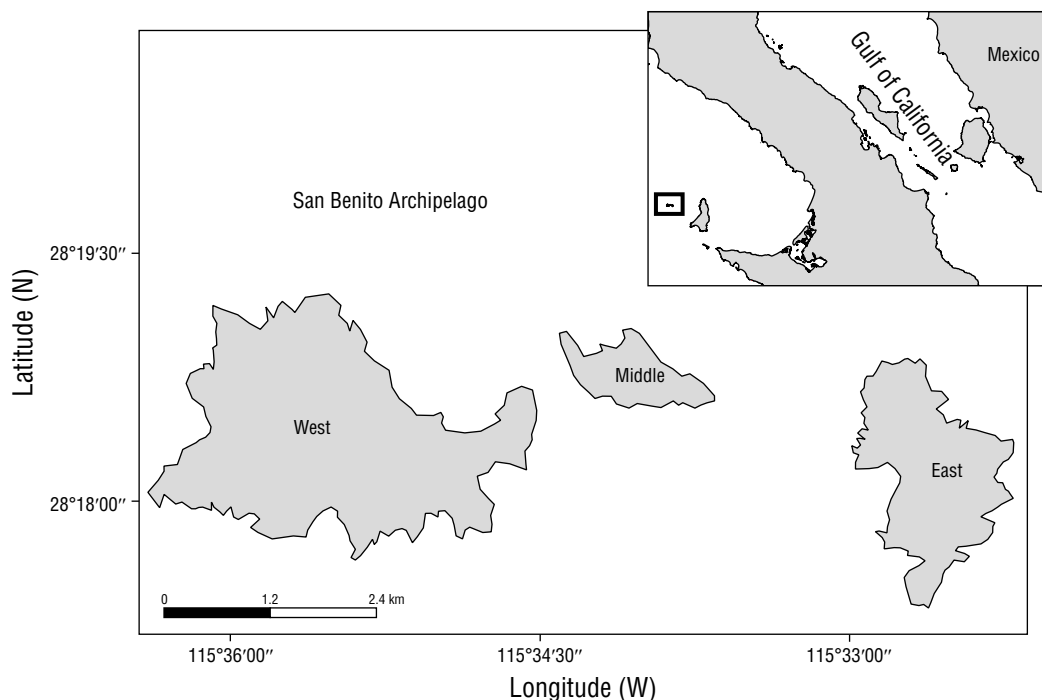 Gulf of California
Mexico
San Benito Archipelago
28°19′30″
Latitude (N)
Middle
West
East
28°18′00″
0 1.2 2.4 km
115°36′00″ 115°34′30″ 115°33′00″
Longitude (W)